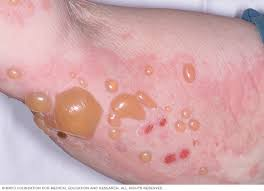 © MAYO FOUNDATION FOR MEDICAL EDUCATION AND RESEARCH. ALL RIGHTS RESERVED.